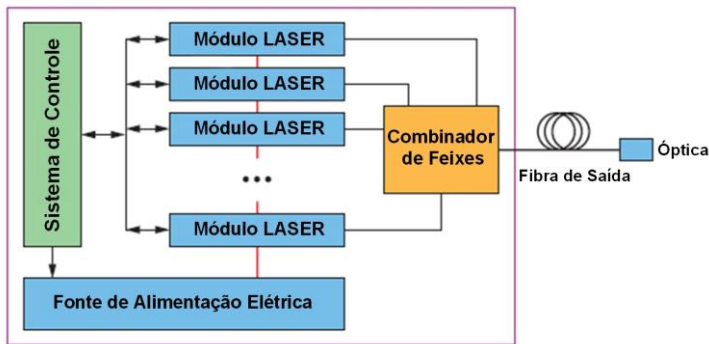 Sistema de Controle
Módulo LASER
Módulo LASER
Módulo LASER
...
Módulo LASER
Combinador
de Feixes
Fibra de Saída
Óptica
Fonte de Alimentação Elétrica